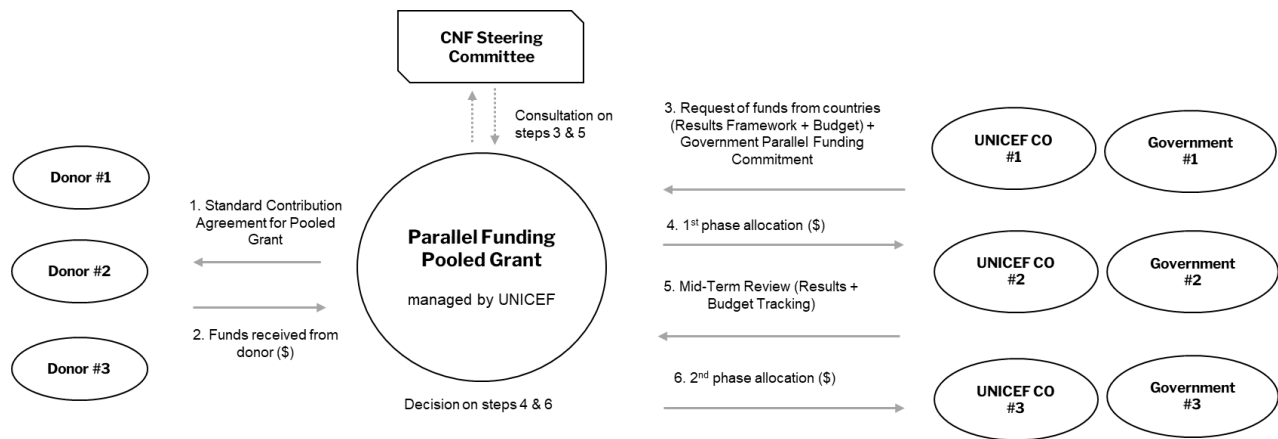 CNF Steering
Committee
Consultation on
steps 3 & 5
Donor #1
Donor #2
Donor #3
1. Standard Contribution
Agreement for Pooled
Grant
2. Funds received from
donor ($)
Parallel Funding
Pooled Grant
managed by UNICEF
Decision on steps 4 & 6
3. Request of funds from countries
(Results Framework + Budget) +
Government Parallel Funding
Commitment
4. 1st phase allocation ($)
5. Mid-Term Review (Results +
Budget Tracking)
6. 2nd phase allocation ($)
UNICEF CO
#1
Government
#1
UNICEF CO
#2
Government
#2
UNICEF CO
#3
Government
#3